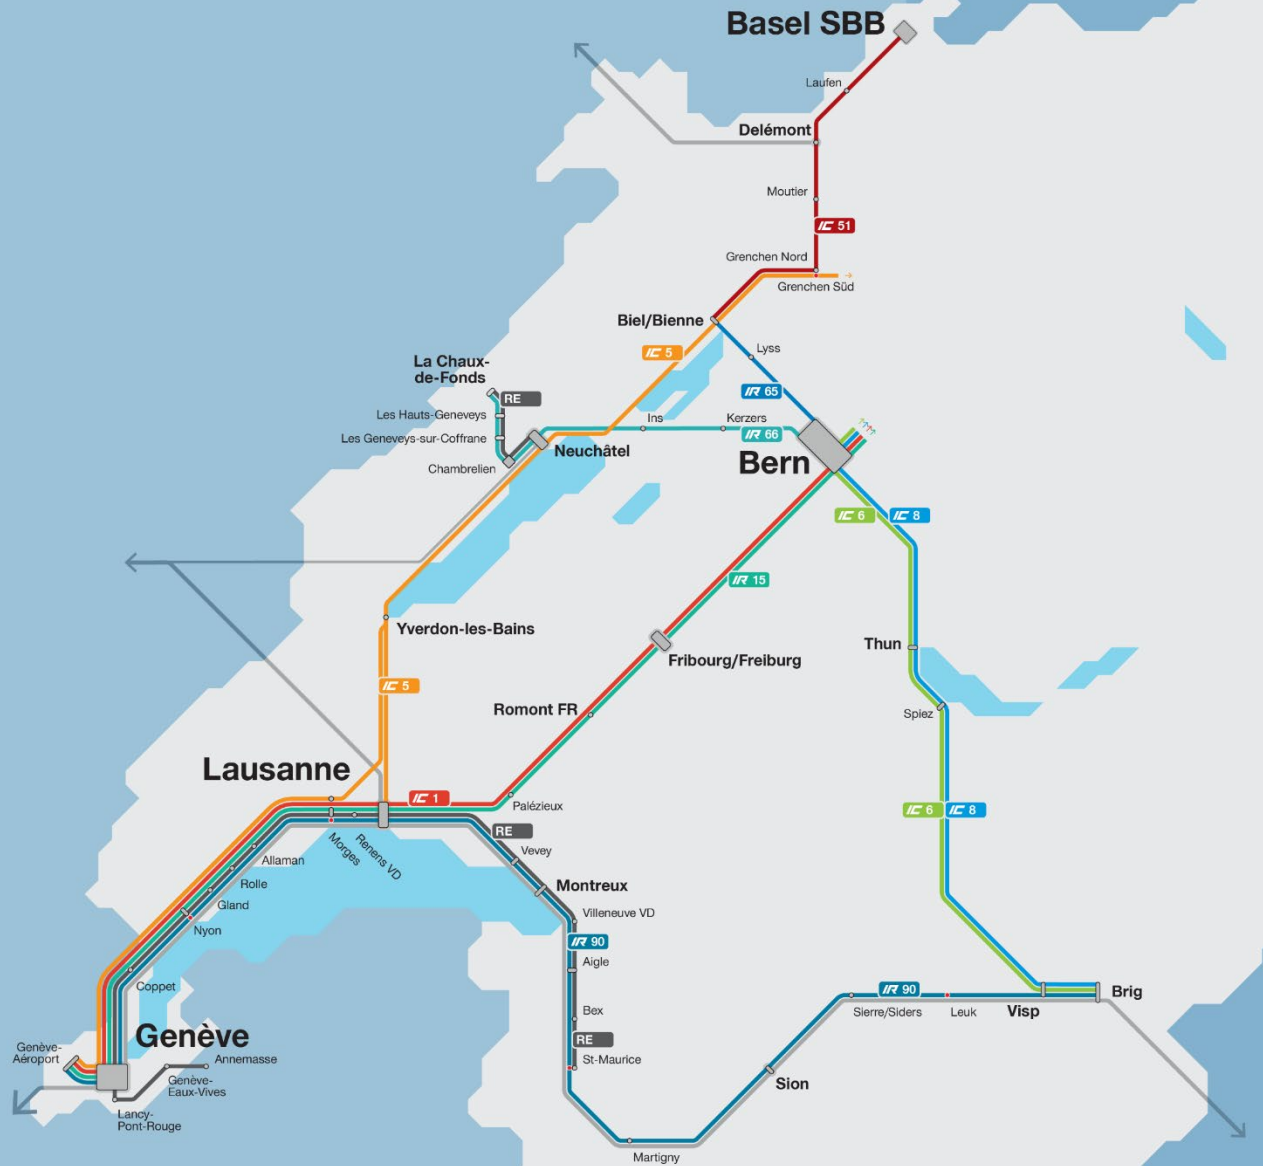 Basel SBB
Laufen
Delémont
Moutier
IC 51
Grenchen Nord
Grenchen Süd
Biel/Bienne
Lyss
IC 5
La Chaux-
de-Fonds
RE
IR 65
Les Hauts-Geneveys
Ins
Kerzers
IR 66
Les Geneveys-sur-Coffrane
Neuchâtel
Chambrelien
Bern
IC 6
IC 8
IR 15
Yverdon-les-Bains
Thun
Fribourg/Freiburg
IC 5
Romont FR
Spiez
Lausanne
IC 1
Palézieux
IC 6
IC 8
RE
Morges
Renens VD
Vevey
Allaman
Rolle
Montreux
Gland
Villeneuve VD
Nyon
IR 90
Aigle
Coppet
IR 90
Brig
Sierre/Siders
Leuk
Visp
Bex
Genève
RE
Genève-
Aéroport
Annemasse
St-Maurice
Genève-
Eaux-Vives
Sion
Lancy-
Pont-Rouge
Martigny